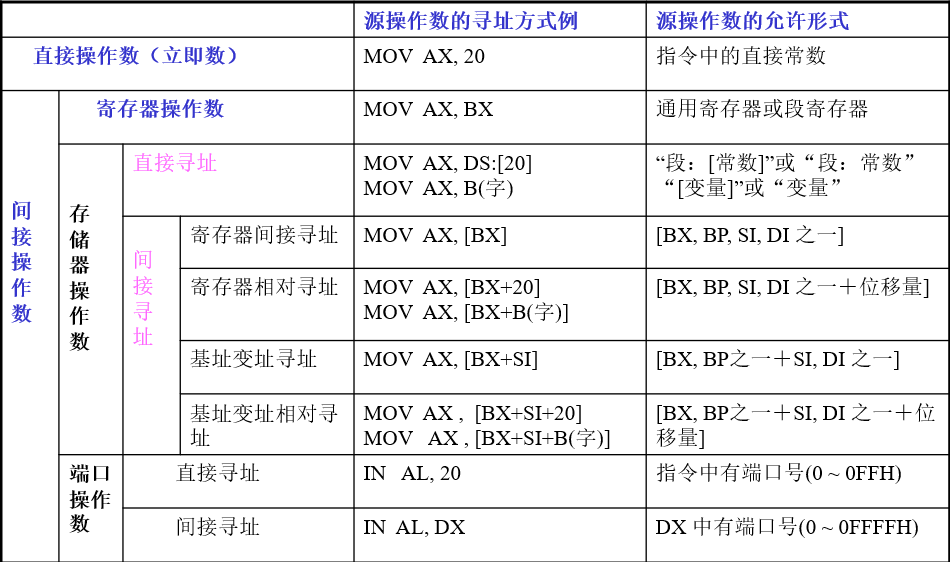 源操作数的寻址方式例
源操作数的允许形式
直接操作数（立即数）
MOV AX, 20
指令中的直接常数
间接操作数
寄存器操作数
MOV AX, BX
通用寄存器或段寄存器
存储器操作数
直接寻址
MOV AX, DS:[20]
MOV AX, B(字)
“段：[常数]”或“段：常数”
“[变量]”或“变量”
间接寻址
寄存器间接寻址
MOV AX, [BX]
[BX, BP, SI, DI 之一]
寄存器相对寻址
MOV AX, [BX+20]
MOV AX, [BX+B(字)]
[BX, BP, SI, DI 之一＋位移量]
基址变址寻址
MOV AX, [BX+SI]
[BX, BP之一＋SI, DI 之一]
基址变址相对寻
址
MOV AX , [BX+SI+20]
MOV AX , [BX+SI+B(字)]
[BX, BP之一＋SI, DI 之一＋位
移量]
端口
操作
数
直接寻址
IN AL, 20
指令中有端口号(0 ~ 0FFH)
间接寻址
IN AL, DX
DX 中有端口号(0 ~ 0FFFFH)